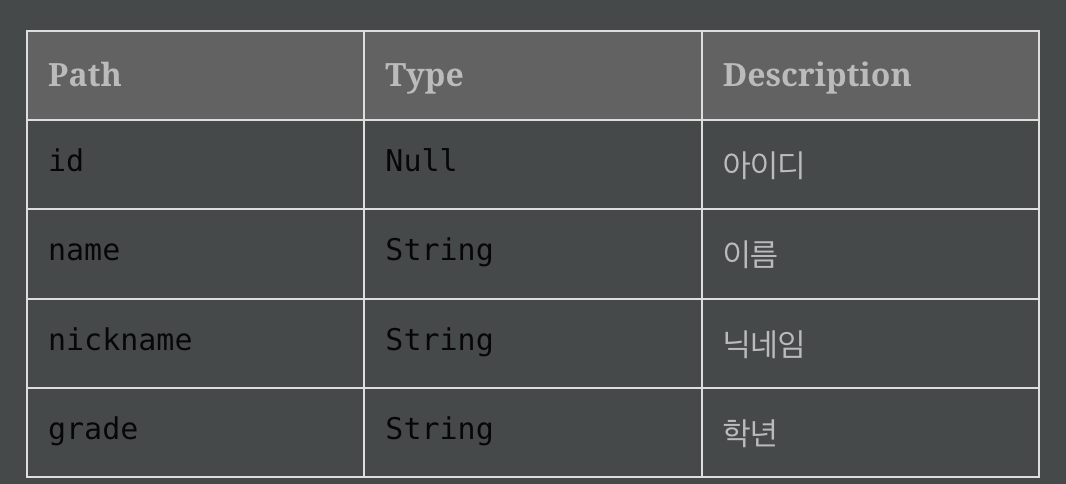 Path Type Description
id Null 아이디
name String 이름
nickname String 닉네임
grade String 학년